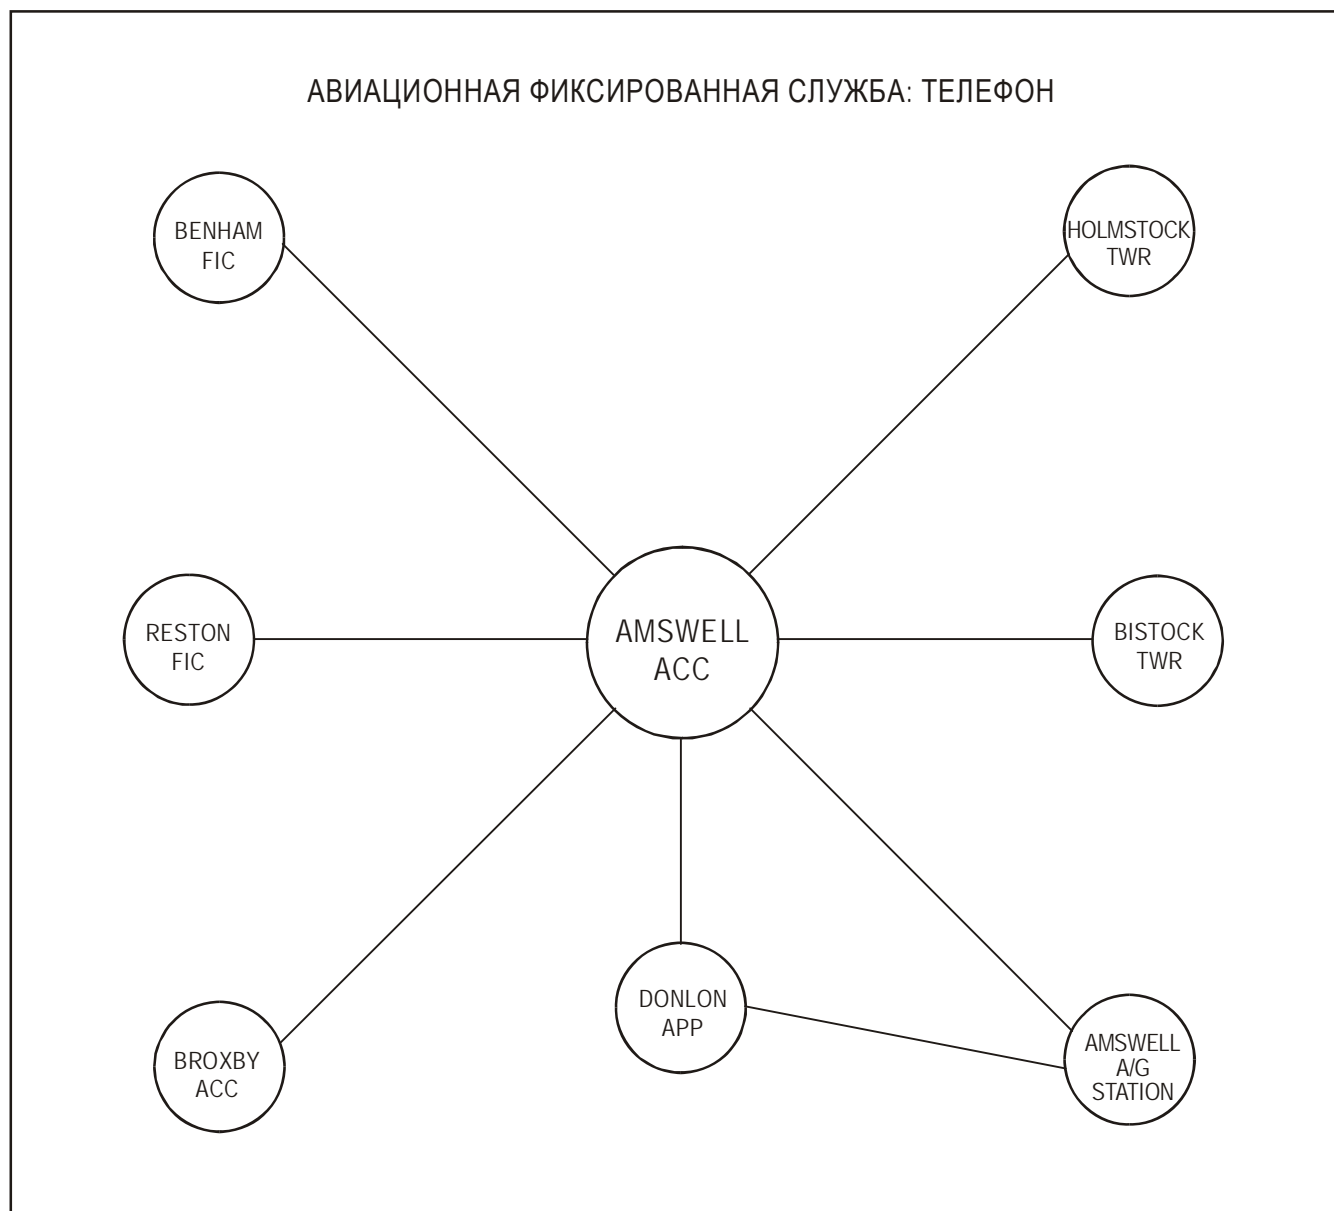 АВИАЦИОННАЯ ФИКСИРОВАННАЯ СЛУЖБА: ТЕЛЕФОН
BENHAM
FIC
HOLMSTOCK
TWR
RESTON
FIC
AMSWELL
ACC
BISTOCK
TWR
BROXBY
ACC
DONLON
APP
AMSWELL
A/G
STATION